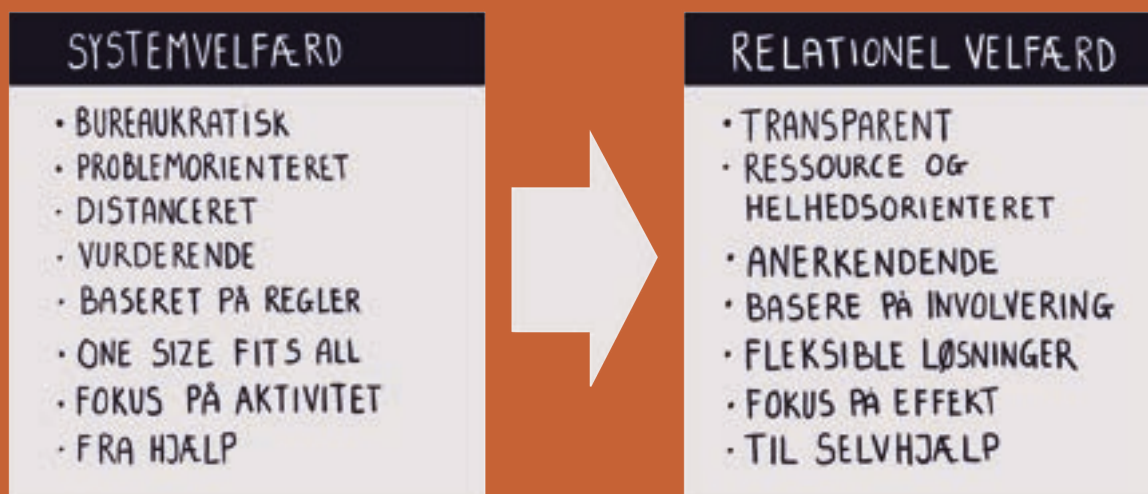 SYSTEMVELFÆRD
• BUREAUKRATISK
• PROBLEMORIENTERET
• DISTANCERET
• VURDERENDE
• BASERET PÅ REGLER
• ONE SIZE FITS ALL
• FOKUS PÅ AKTIVITET
• FRA HJÆLP
RELATIONEL VELFÆRD
• TRANSPARENT
• RESSOURCE OG
HELHEDSORIENTERET
• ANERKENDENDE
• BASERE PÅ INVOLVERING
• FLEKSIBLE LØSNINGER
• FOKUS PÅ EFFEKT
• TIL SELVHJÆLP